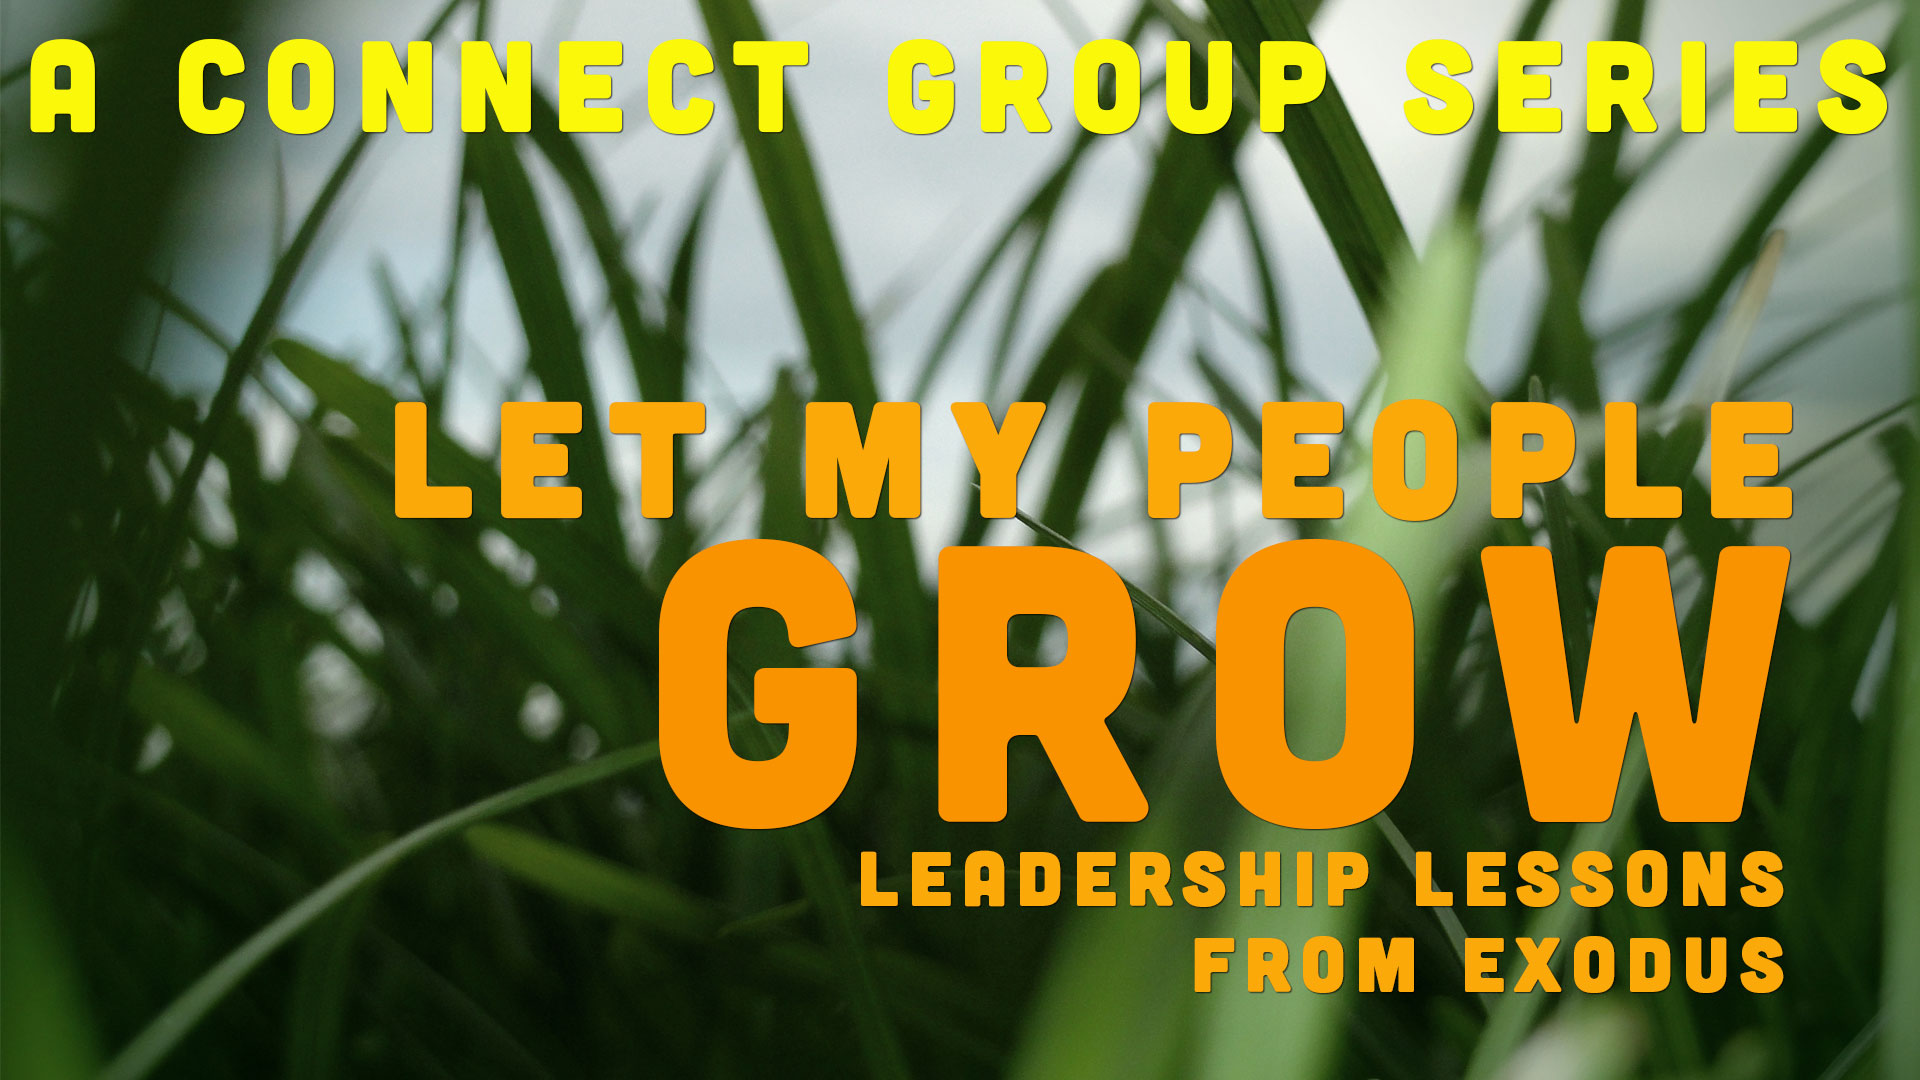 A CONNECT GROUP SERIES
LET MY PEOPLE
GROW
LEADERSHIP LESSONS
FROM EXODUS